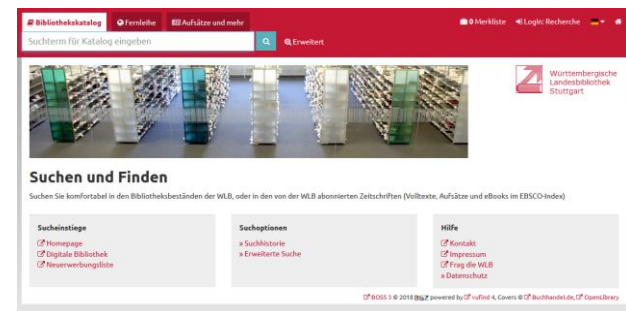 Bibliothekskatalog Fernleihe Aufsätze und mehr 0 Merkliste Login: Recherche
Suchterm für Katalog eingeben Erweitert
Württembergische
Landesbibliothek
Stuttgart
Suchen und Finden
Suchen Sie komfortabel in den Bibliotheksbeständen der WLB, oder in den von der WLB abonnierten Zeitschriften (Volltexte, Aufsätze und eBooks im EBSCO-Index)
Sucheinstiege
Homepage
Digitale Bibliothek
Neuerwerbungsliste
Suchoptionen
» Suchhistorie
» Erweiterte Suche
Hilfe
Kontakt
Impressum
Frag die WLB
» Datenschutz
BOSS 3 © 2018 BSZ powered by vufind 4, Covers © Buchhandel.de, OpenLibrary